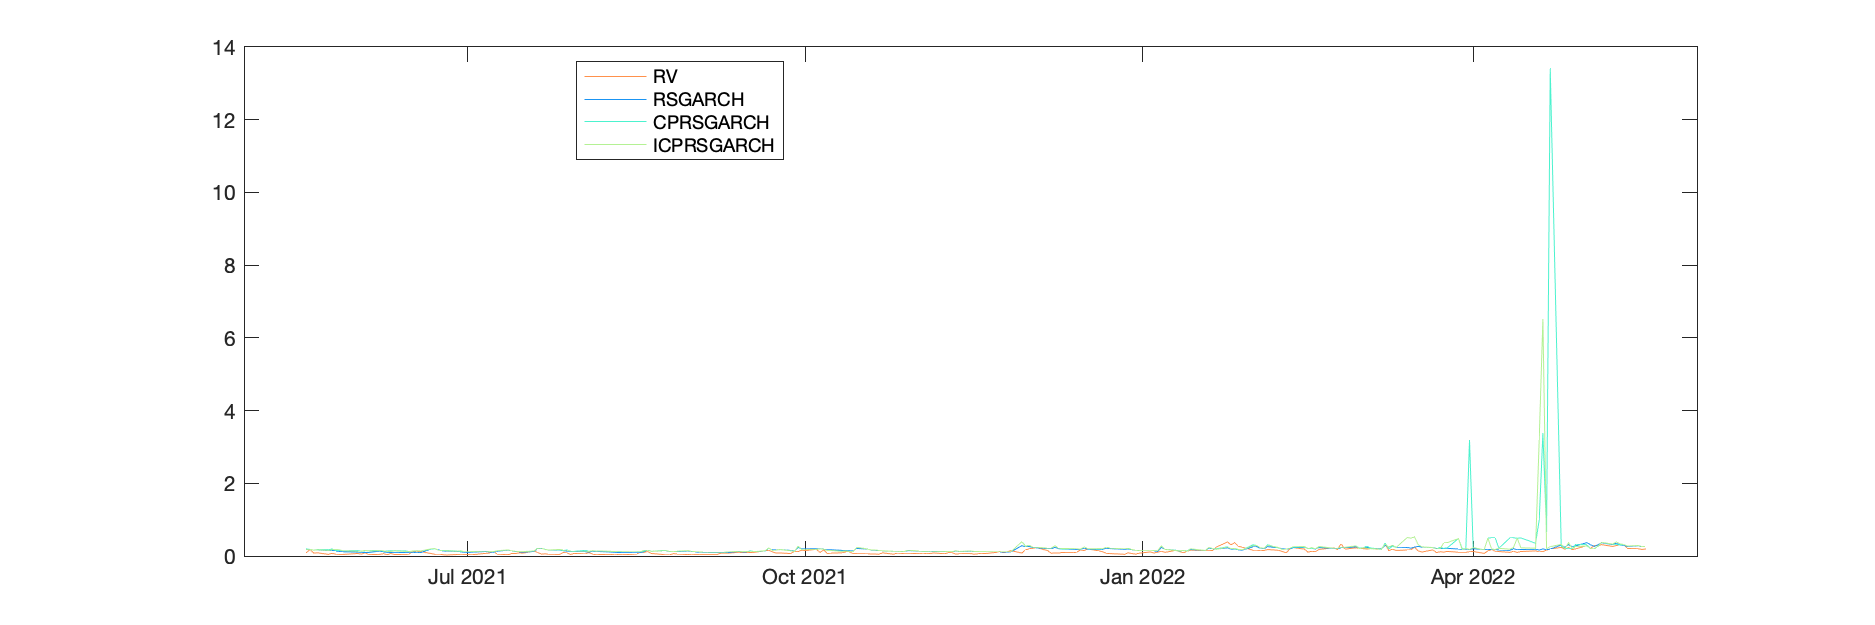 14
12
10
8
6
4
2
0
RV
RSGARCH
CPRSGARCH
ICPRSGARCH
Jul 2021
Oct 2021
Jan 2022
Apr 2022